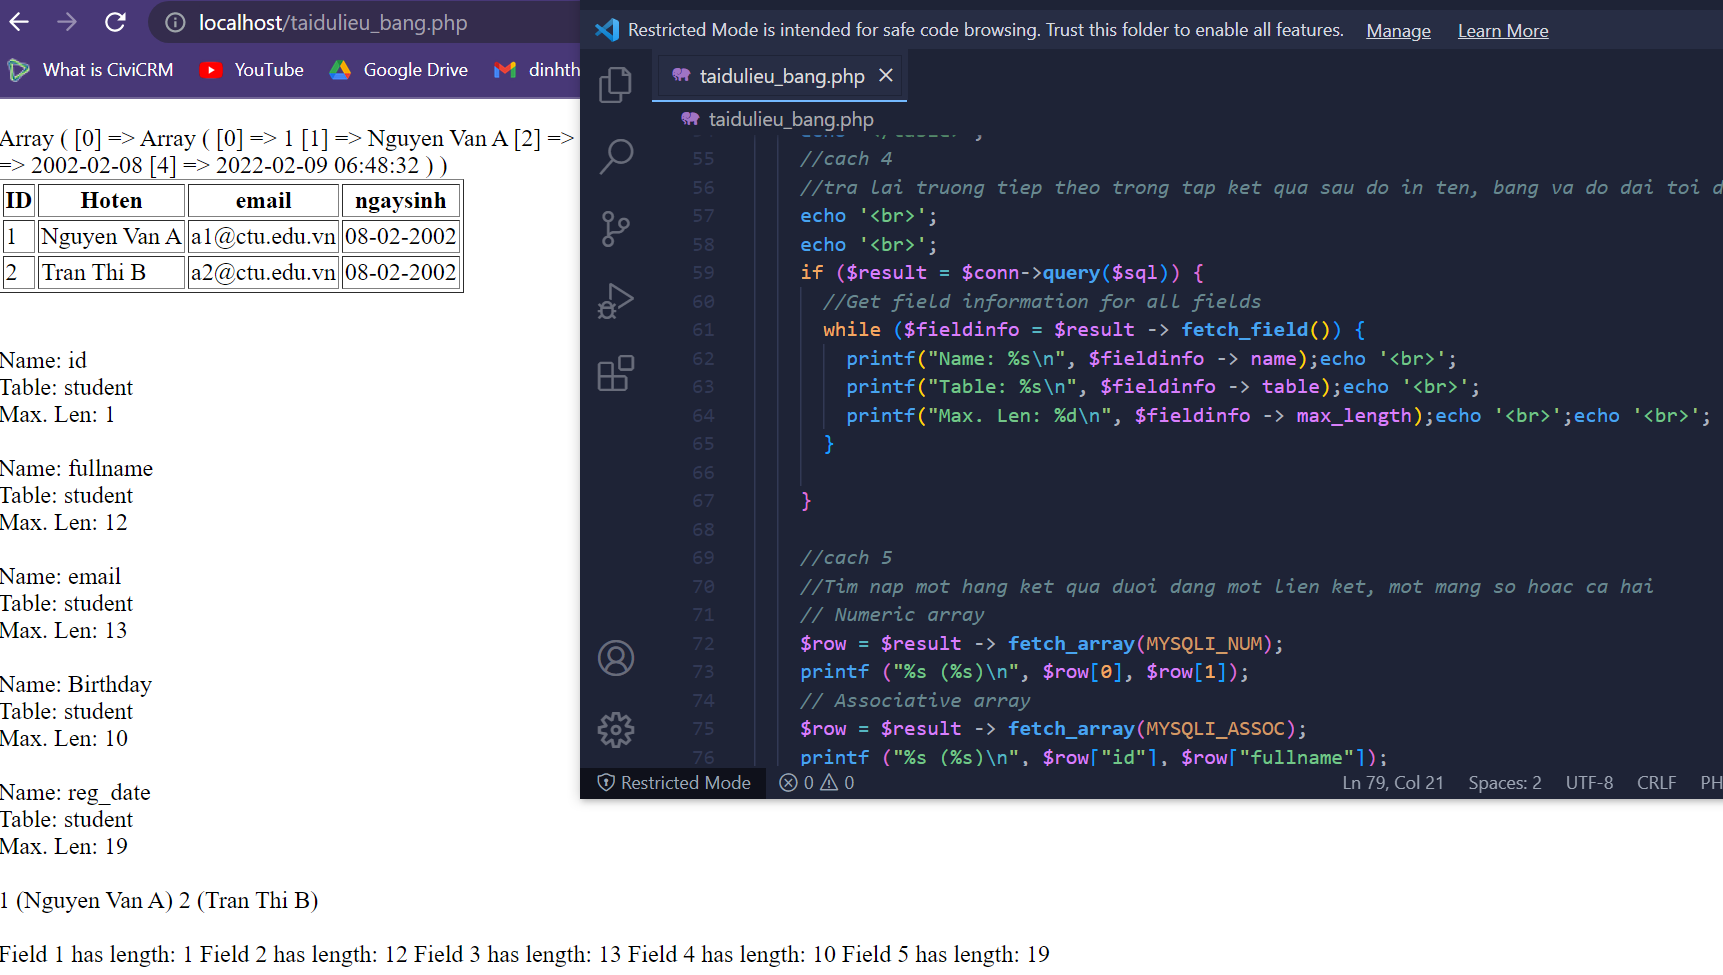 localhost/taidulieu_bang.php
What is CiviCRM YouTube Google Drive dinhth
Array ( [0] => Array ( [0] => 1 [1] => Nguyen Van A [2] =>
=> 2002-02-08 [4] => 2022-02-09 06:48:32 ) )
ID Hoten email ngaysinh
1 Nguyen Van A a1@ctu.edu.vn 08-02-2002
2 Tran Thi B a2@ctu.edu.vn 08-02-2002
Name: id
Table: student
Max. Len: 1
Name: fullname
Table: student
Max. Len: 12
Name: email
Table: student
Max. Len: 13
Name: Birthday
Table: student
Max. Len: 10
Name: reg_date
Table: student
Max. Len: 19
1 (Nguyen Van A) 2 (Tran Thi B)
Field 1 has length: 1 Field 2 has length: 12 Field 3 has length: 13 Field 4 has length: 10 Field 5 has length: 19
Restricted Mode is intended for safe code browsing. Trust this folder to enable all features. Manage Learn More
taidulieu_bang.php
taidulieu_bang.php
55 //cach 4
56 //tra lai truong tiep theo trong tap ket qua sau do in ten, bang va do dai toi d
57 echo '<br>';
58 echo '<br>';
59 if ($result = $conn->query($sql)) {
60 //Get field information for all fields
61 while ($fieldinfo = $result -> fetch_field()) {
62 printf("Name: %s\n", $fieldinfo -> name);echo '<br>';
63 printf("Table: %s\n", $fieldinfo -> table);echo '<br>';
64 printf("Max. Len: %d\n", $fieldinfo -> max_length);echo '<br>';echo '<br>';
65 }
66
67 }
68
69 //cach 5
70 //Tim nap mot hang ket qua duoi dang mot lien ket, mot mang so hoac ca hai
71 // Numeric array
72 $row = $result -> fetch_array(MYSQLI_NUM);
73 printf ("%s (%s)\n", $row[0], $row[1]);
74 // Associative array
75 $row = $result -> fetch_array(MYSQLI_ASSOC);
76 printf ("%s (%s)\n", $row["id"], $row["fullname"]);
Restricted Mode 0 0 Ln 79, Col 21 Spaces: 2 UTF-8 CRLF PH